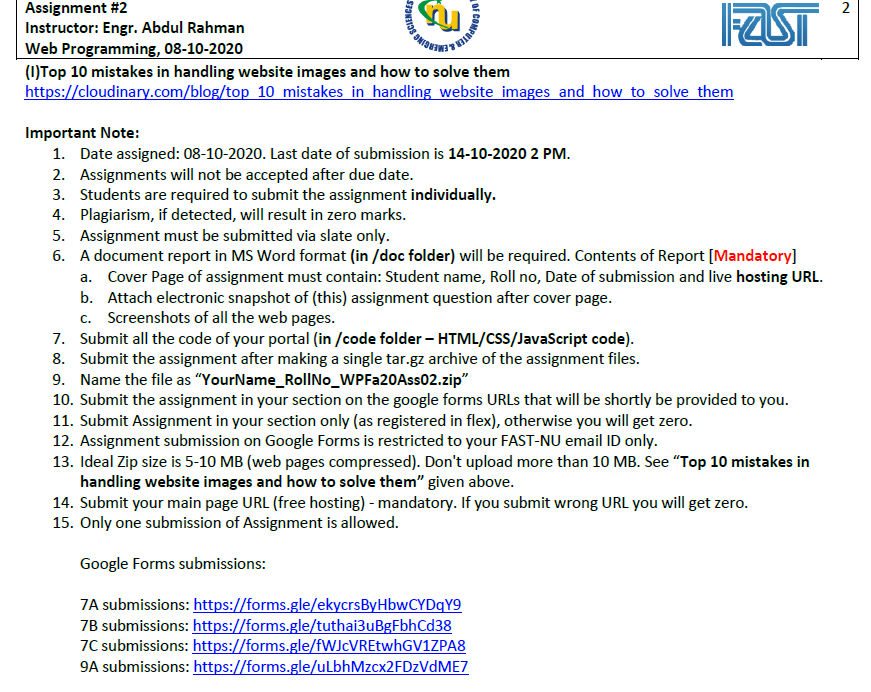 Assignment #2
2
Instructor: Engr. Abdul Rahman
Web Programming, 08-10-2020
OF COMPUTER & EMERGING SCIENCES
nu
FAST
(I)Top 10 mistakes in handling website images and how to solve them
https://cloudinary.com/blog/top_10_mistakes_in_handling_website_images_and_how_to_solve_them
Important Note:
1. Date assigned: 08-10-2020. Last date of submission is 14-10-2020 2 PM.
2. Assignments will not be accepted after due date.
3. Students are required to submit the assignment individually.
4. Plagiarism, if detected, will result in zero marks.
5. Assignment must be submitted via slate only.
6. A document report in MS Word format (in /doc folder) will be required. Contents of Report [Mandatory]
a. Cover Page of assignment must contain: Student name, Roll no, Date of submission and live hosting URL.
b. Attach electronic snapshot of (this) assignment question after cover page.
c. Screenshots of all the web pages.
7. Submit all the code of your portal (in /code folder – HTML/CSS/JavaScript code).
8. Submit the assignment after making a single tar.gz archive of the assignment files.
9. Name the file as “YourName_RollNo_WPFa20Ass02.zip”
10. Submit the assignment in your section on the google forms URLs that will be shortly be provided to you.
11. Submit Assignment in your section only (as registered in flex), otherwise you will get zero.
12. Assignment submission on Google Forms is restricted to your FAST-NU email ID only.
13. Ideal Zip size is 5-10 MB (web pages compressed). Don't upload more than 10 MB. See “Top 10 mistakes in
handling website images and how to solve them” given above.
14. Submit your main page URL (free hosting) - mandatory. If you submit wrong URL you will get zero.
15. Only one submission of Assignment is allowed.
Google Forms submissions:
7A submissions: https://forms.gle/ekycrsByHbwCYDqY9
7B submissions: https://forms.gle/tuthai3uBgFbhCd38
7C submissions: https://forms.gle/fWJcVREtwhGV1ZPA8
9A submissions: https://forms.gle/uLbhMzcx2FDzVdME7